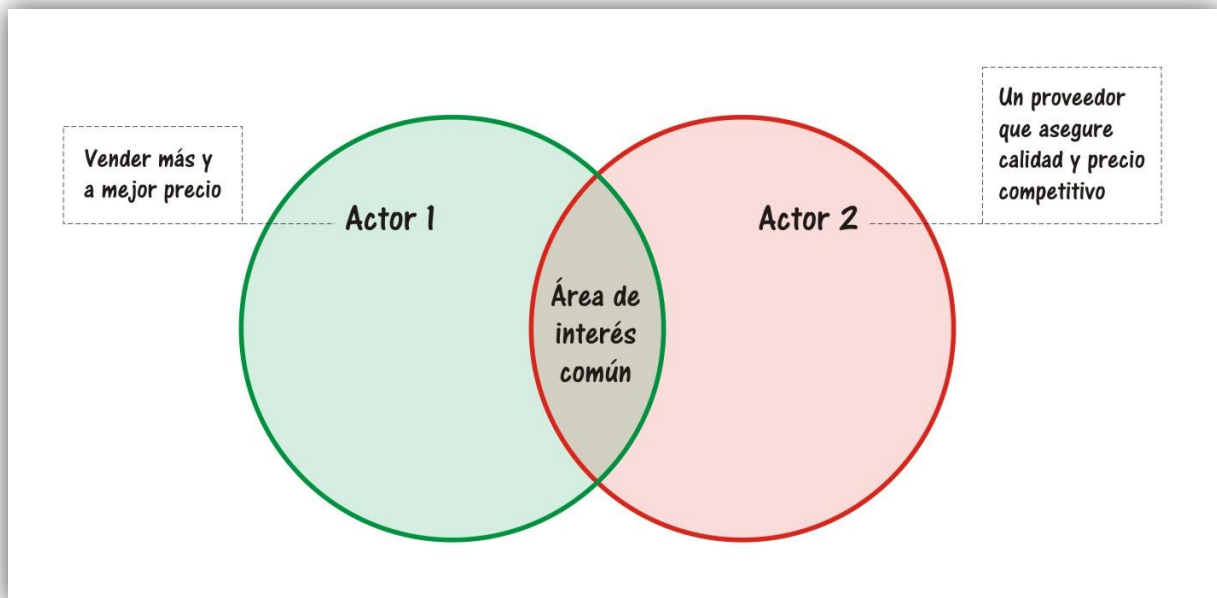 Vender más y
a mejor precio
Actor 1
Área de
interés
común
Actor 2
Un proveedor
que asegure
calidad y precio
competitivo